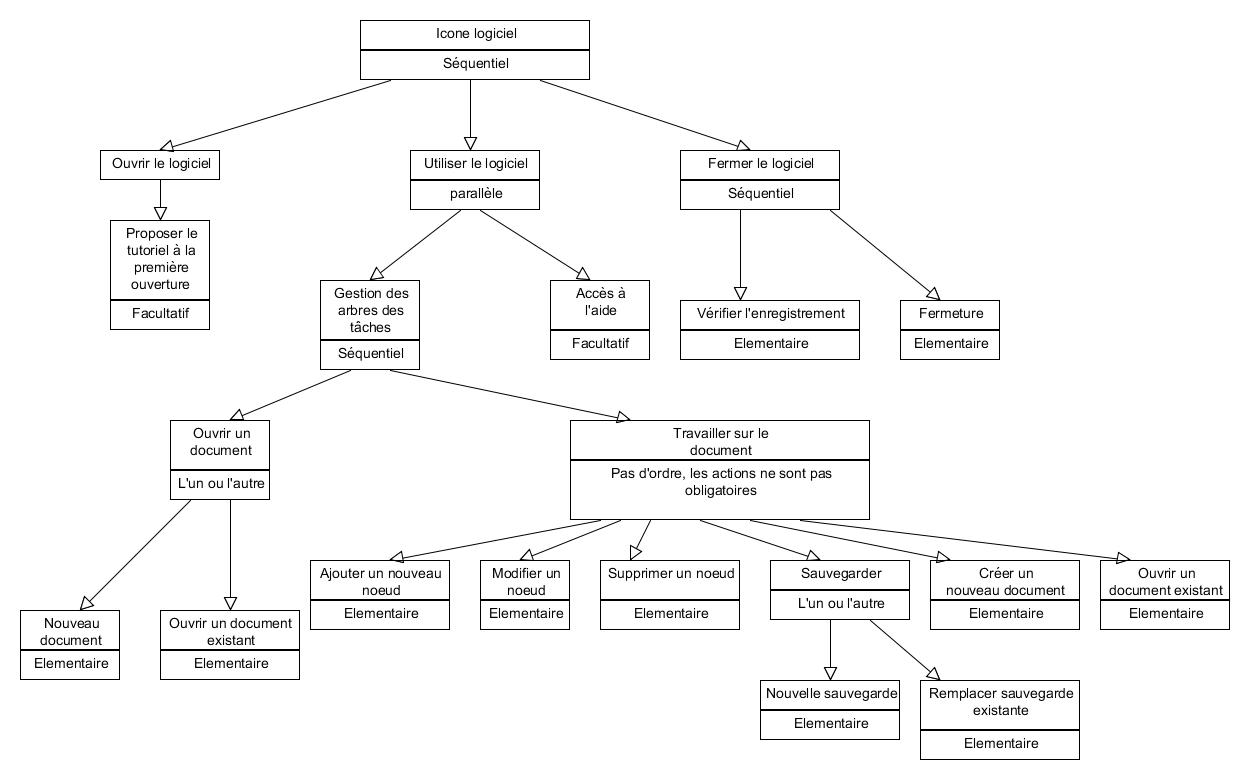 Icone logiciel
Séquentiel
Ouvrir le logiciel
Utiliser le logiciel
parallèle
Fermer le logiciel
Séquentiel
Proposer le
tutoriel à la
première
ouverture
Facultatif
Gestion des
arbres des
tâches
Séquentiel
Accès à
l'aide
Facultatif
Vérifier l'enregistrement
Elementaire
Fermeture
Elementaire
Ouvrir un
document
L'un ou l'autre
Travailler sur le
document
Pas d'ordre, les actions ne sont pas
obligatoires
Nouveau
document
Elementaire
Ouvrir un document
existant
Elementaire
Ajouter un nouveau
noeud
Elementaire
Modifier un
noeud
Elementaire
Supprimer un noeud
Elementaire
Sauvegarder
L'un ou l'autre
Créer un
nouveau document
Elementaire
Ouvrir un
document existant
Elementaire
Nouvelle sauvegarde
Elementaire
Remplacer sauvegarde
existante
Elementaire